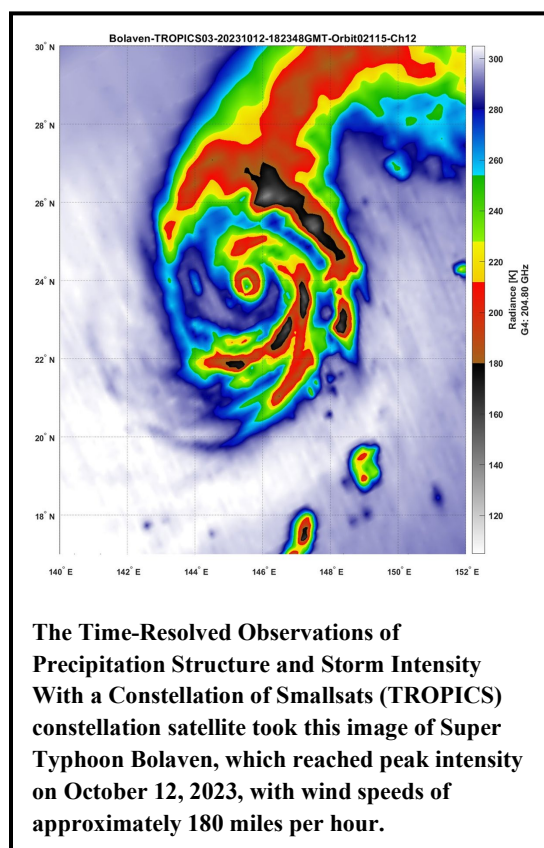 Bolaven-TROPICS03-20231012-182348GMT-Orbit02115-Ch12
30° N
28° N
26° N
24° N
22° N
20° N
18° N
140° E
142° E
144° E
146° E
148° E
150° E
152° E
300
280
260
240
220
200
180
160
140
120
Radiance [K]
G4: 204.80 GHz
The Time-Resolved Observations of
Precipitation Structure and Storm Intensity
With a Constellation of Smallsats (TROPICS)
constellation satellite took this image of Super
Typhoon Bolaven, which reached peak intensity
on October 12, 2023, with wind speeds of
approximately 180 miles per hour.